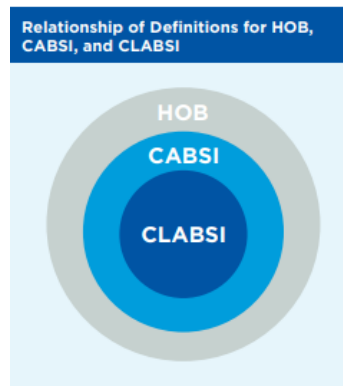 Relationship of Definitions for HOB,
CABSI, and CLABSI
HOB
CABSI
CLABSI